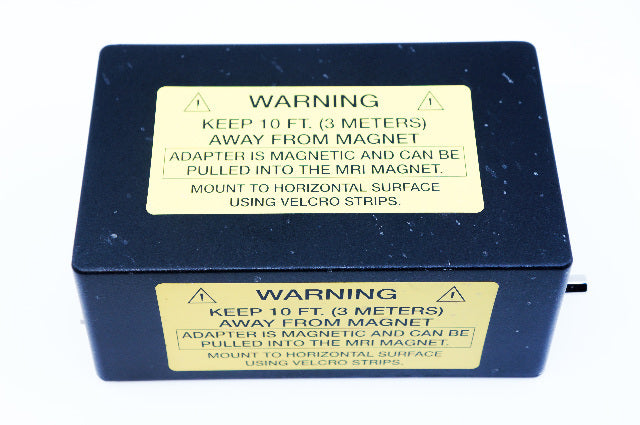 WARNING
KEEP 10 FT. (3 METERS)
AWAY FROM MAGNET
ADAPTER IS MAGNETIC AND CAN BE
PULLED INTO THE MRI MAGNET.
MOUNT TO HORIZONTAL SURFACE
USING VELCRO STRIPS.
WARNING
KEEP 10 FT. (3 METERS)
AWAY FROM MAGNET
ADAPTER IS MAGNETIC AND CAN BE
PULLED INTO THE MRI MAGNET.
MOUNT TO HORIZONTAL SURFACE
USING VELCRO STRIPS.